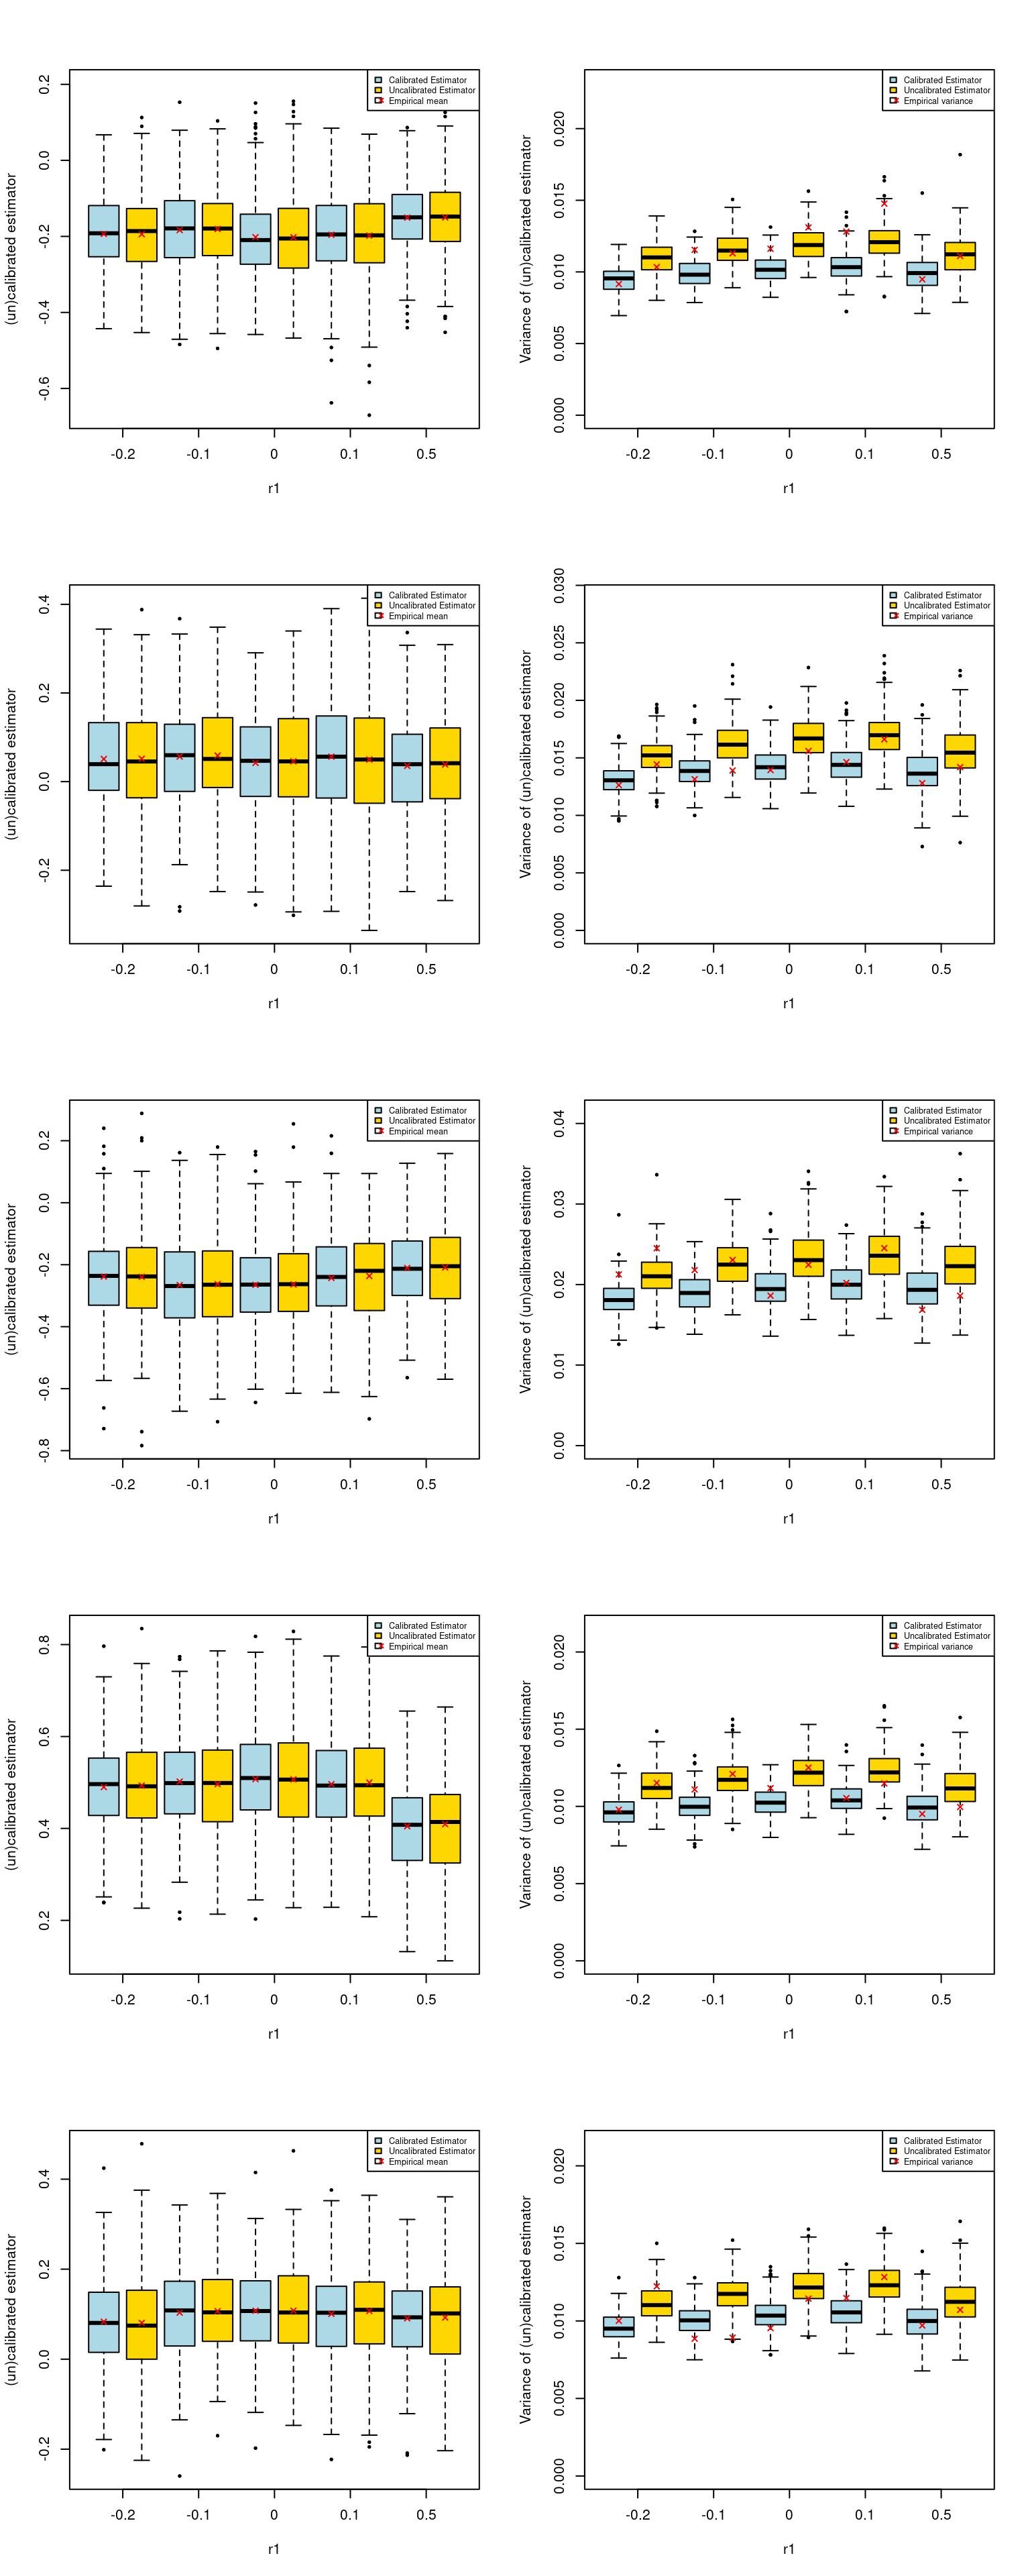 (un)calibrated estimator
0.2
0.0
-0.2
-0.4
-0.6
Calibrated Estimator
Uncalibrated Estimator
Empirical mean
-0.2 -0.1 0 0.1 0.5
r1
Variance of (un)calibrated estimator
0.020
0.015
0.010
0.005
0.000
Calibrated Estimator
Uncalibrated Estimator
Empirical variance
-0.2 -0.1 0 0.1 0.5
r1
(un)calibrated estimator
0.4
0.2
0.0
-0.2
Calibrated Estimator
Uncalibrated Estimator
Empirical mean
-0.2 -0.1 0 0.1 0.5
r1
Variance of (un)calibrated estimator
0.030
0.025
0.020
0.015
0.010
0.005
0.000
Calibrated Estimator
Uncalibrated Estimator
Empirical variance
-0.2 -0.1 0 0.1 0.5
r1
(un)calibrated estimator
0.2
0.0
-0.2
-0.4
-0.6
-0.8
Calibrated Estimator
Uncalibrated Estimator
Empirical mean
-0.2 -0.1 0 0.1 0.5
r1
Variance of (un)calibrated estimator
0.04
0.03
0.02
0.01
0.00
Calibrated Estimator
Uncalibrated Estimator
Empirical variance
-0.2 -0.1 0 0.1 0.5
r1
(un)calibrated estimator
0.8
0.6
0.4
0.2
Calibrated Estimator
Uncalibrated Estimator
Empirical mean
-0.2 -0.1 0 0.1 0.5
r1
Variance of (un)calibrated estimator
0.020
0.015
0.010
0.005
0.000
Calibrated Estimator
Uncalibrated Estimator
Empirical variance
-0.2 -0.1 0 0.1 0.5
r1
(un)calibrated estimator
0.4
0.2
0.0
-0.2
Calibrated Estimator
Uncalibrated Estimator
Empirical mean
-0.2 -0.1 0 0.1 0.5
r1
Variance of (un)calibrated estimator
0.020
0.015
0.010
0.005
0.000
Calibrated Estimator
Uncalibrated Estimator
Empirical variance
-0.2 -0.1 0 0.1 0.5
r1